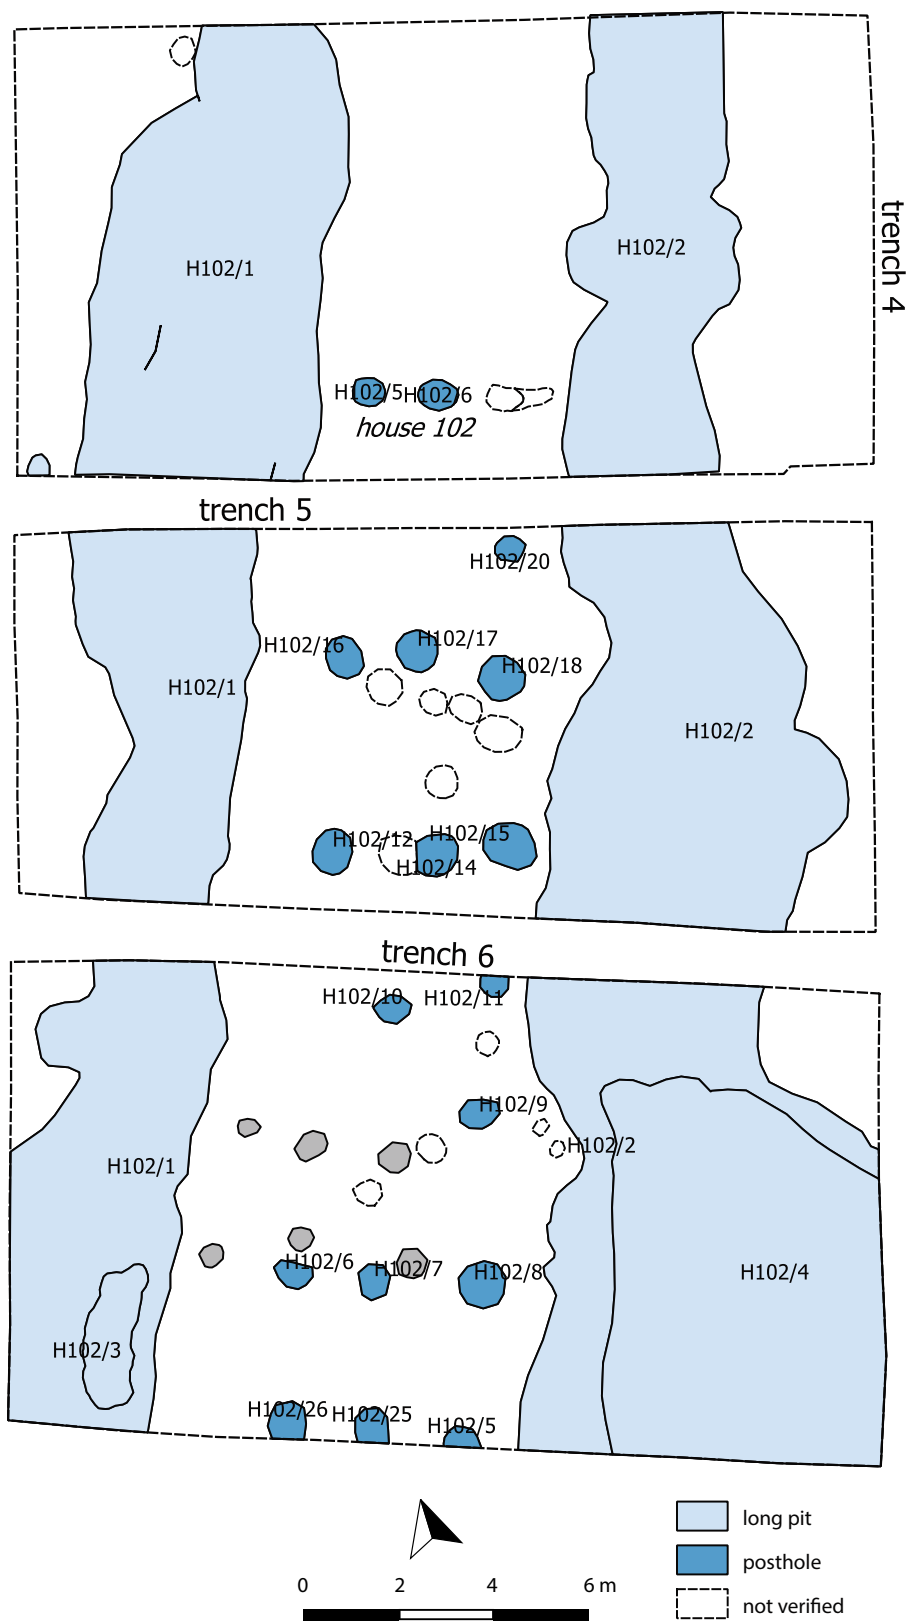 H102/1
H102/2
trench 4
H102/5
H102/6
house 102
trench 5
H102/20
H102/16
H102/17
H102/18
H102/1
H102/2
H102/12
H102/15
H102/14
trench 6
H102/10
H102/11
H102/9
H102/2
H102/1
H102/6
H102/7
H102/8
H102/4
H102/3
H102/26
H102/25
H102/5
long pit
posthole
not verified
0 2 4 6 m